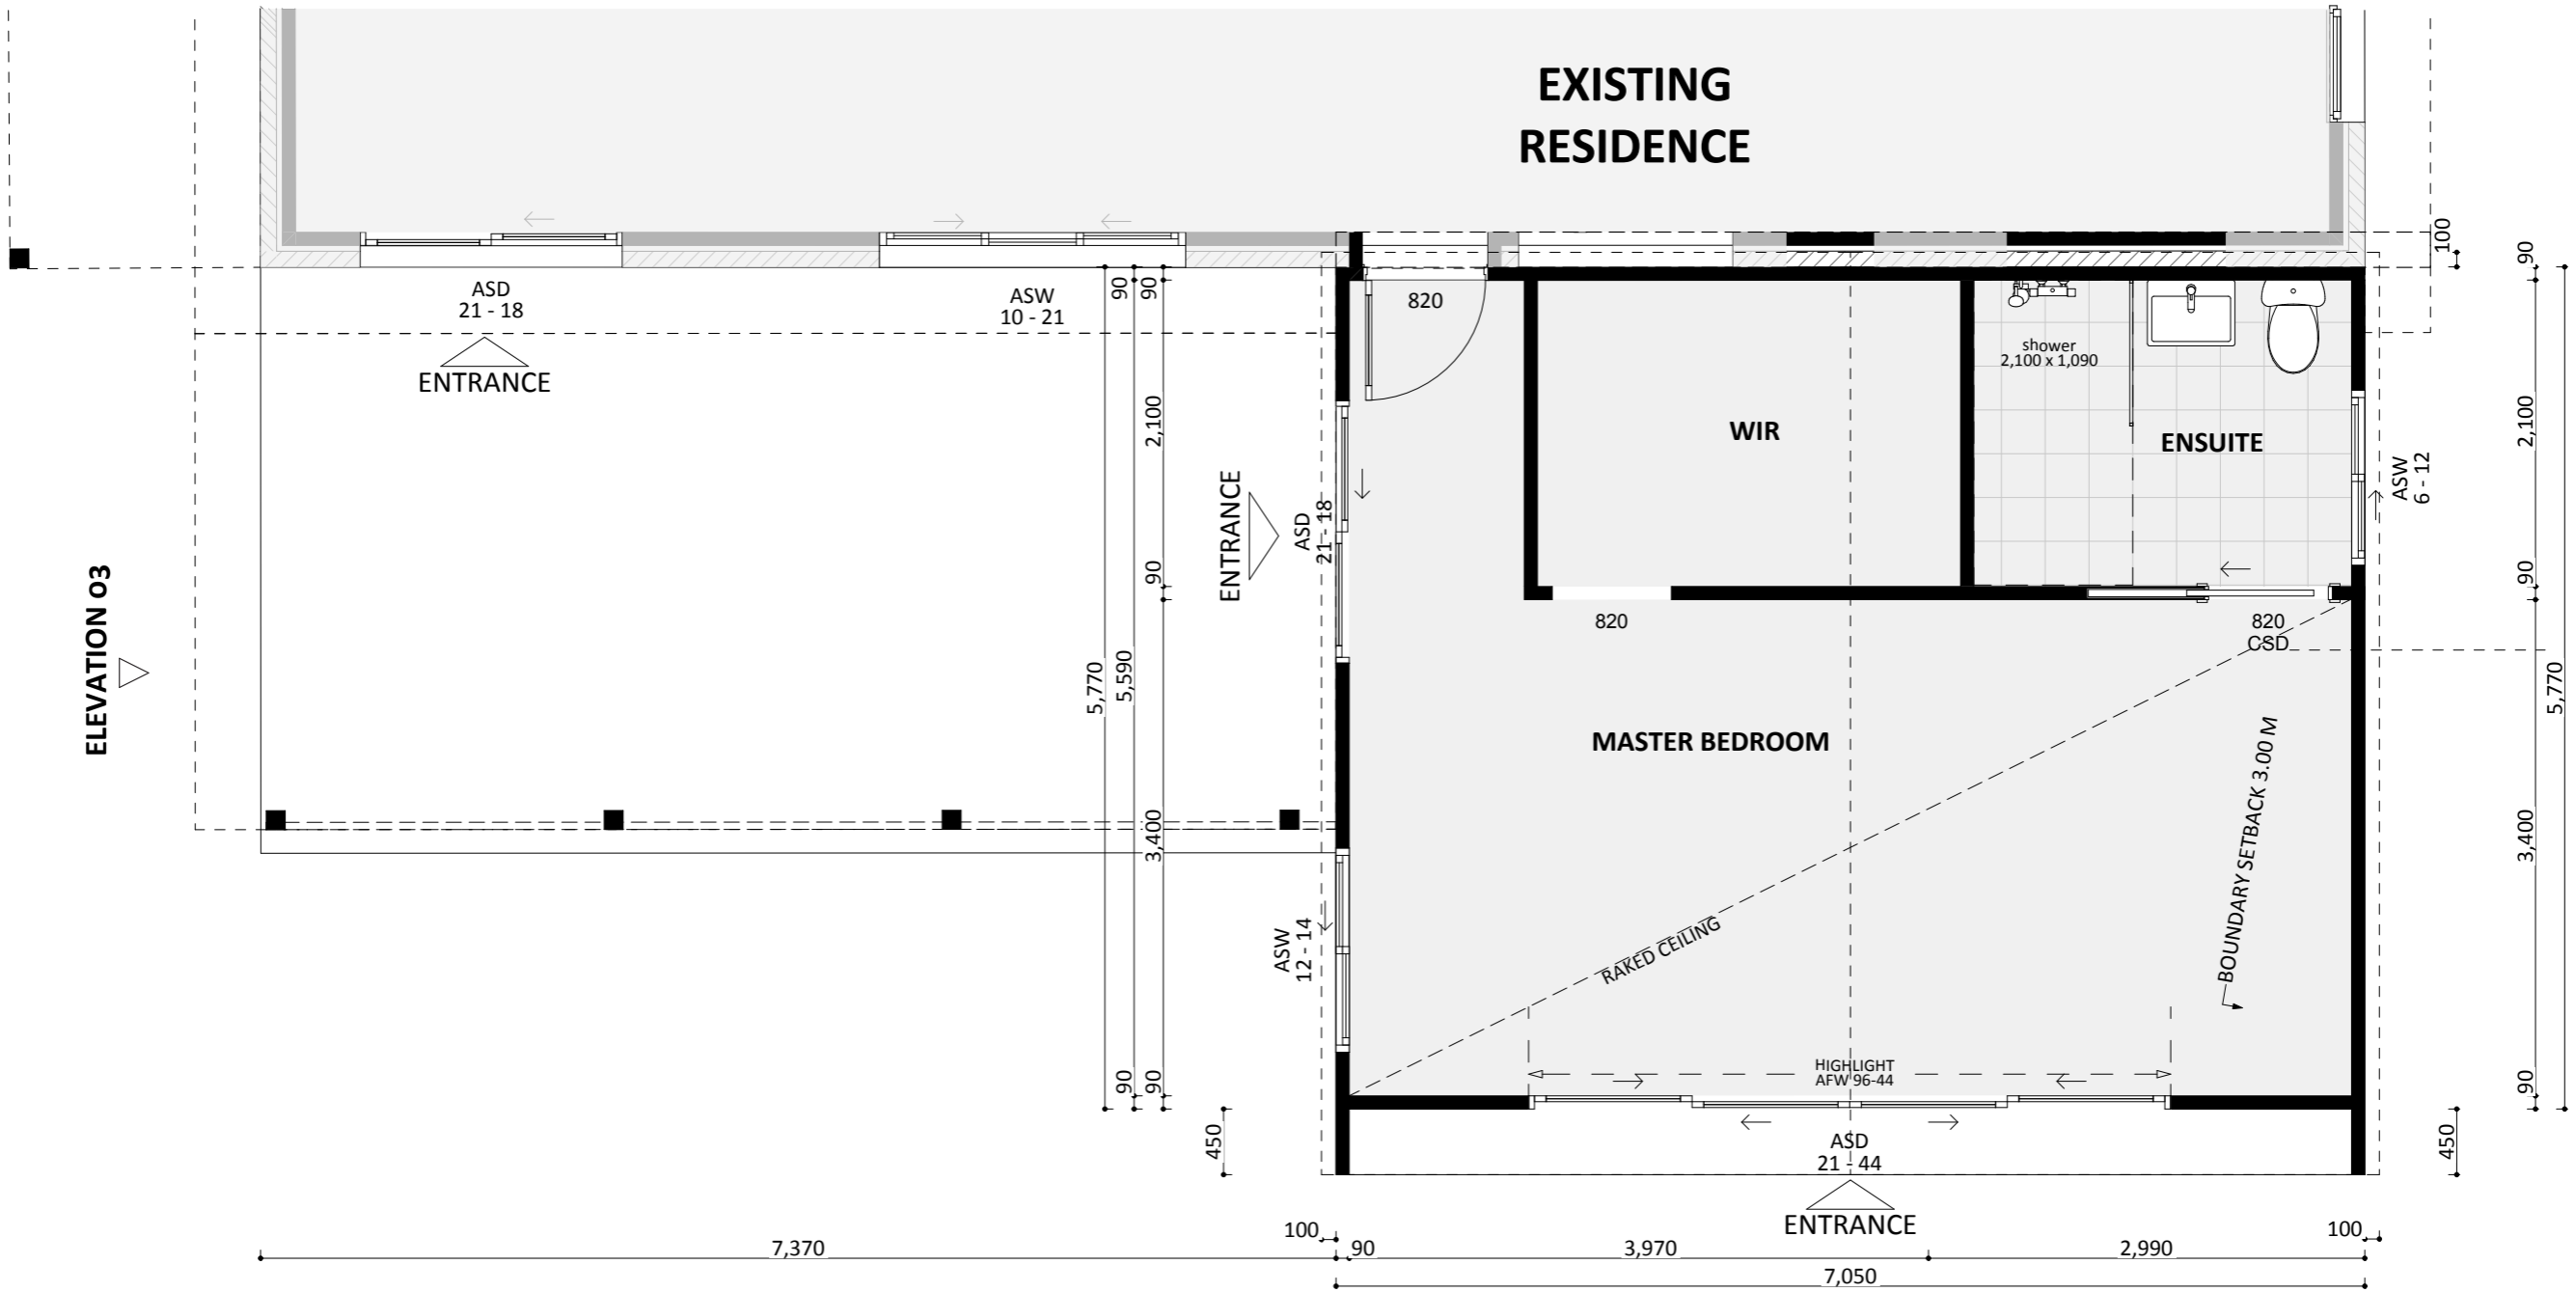 EXISTING
RESIDENCE
100
90
ASD
21 - 18
ENTRANCE
ASW
10 - 21
90
90
820
shower
2,100 x 1,090
WIR
ENSUITE
2,100
2,100
ASW
6 - 12
ENTRANCE
ASD
21 - 18
90
90
820
820
CSD
ELEVATION 03
5,770
5,590
5,770
MASTER BEDROOM
BOUNDARY SETBACK 3.00 M
3,400
3,400
RAKED CEILING
ASW
12 - 14
HIGHLIGHT
AFW 96-44
90
90
90
450
450
ASD
21 - 44
ENTRANCE
100
100
7,370
90
3,970
2,990
7,050